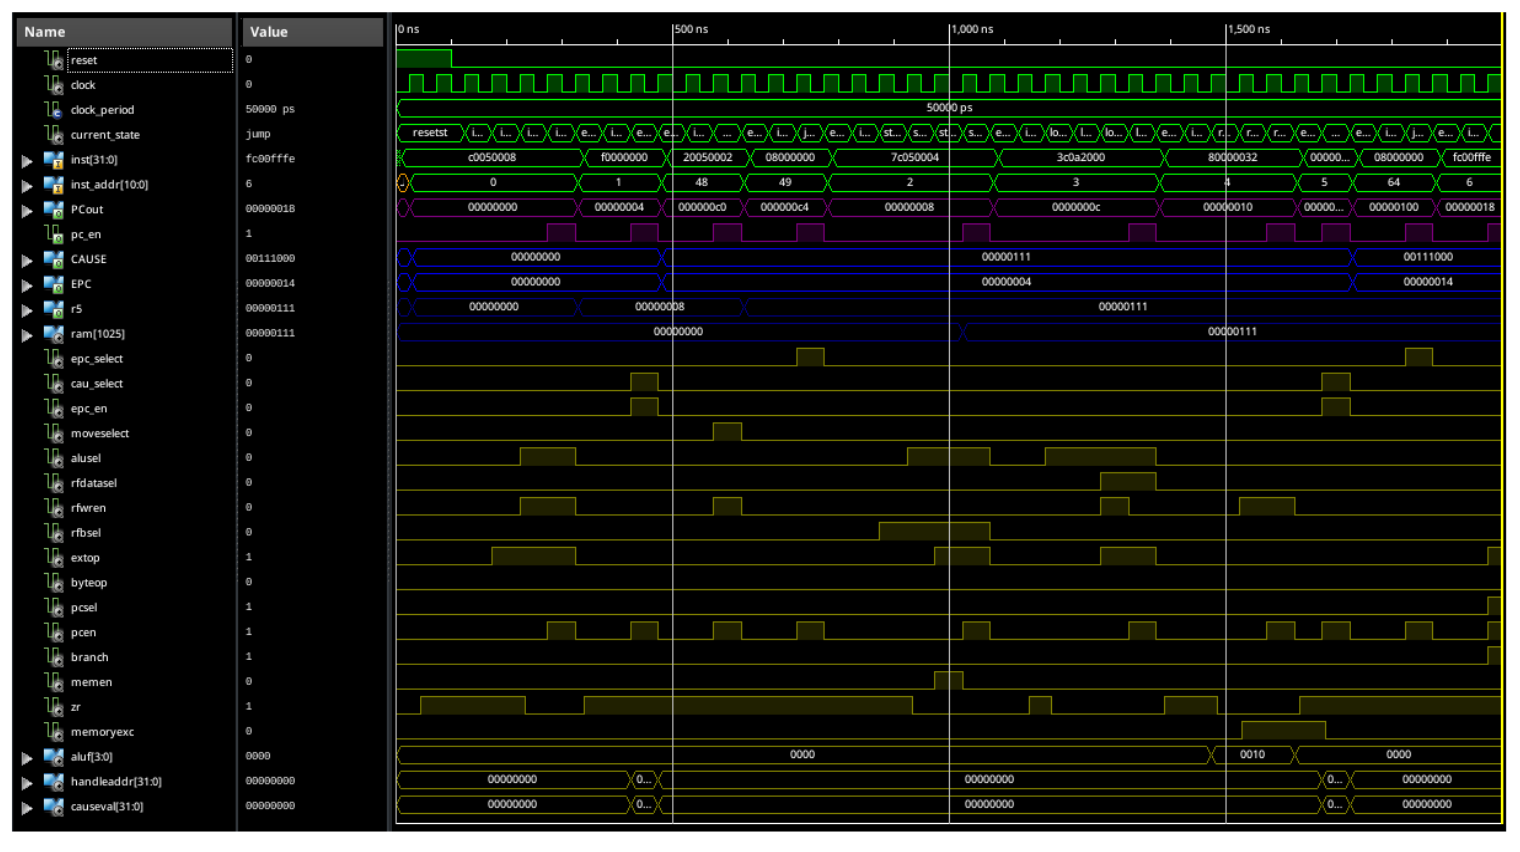 Name Value 0 ns 500 ns 1,000 ns 1,500 ns
reset 0
clock 0
clock_period 50000 ps 50000 ps
current_state jump resetst i... i... i... i... e... i... e... e... i... ... e... i... j... e... i... st... s... st... s... e... i... lo... l... lo... l... e... i... r... r... r... e... ... e... i... j... e... i...
inst[31:0] fc00fffe c0050008 f0000000 20050002 08000000 7c050004 3c0a2000 80000032 00000... 08000000 fc00fffe
inst_addr[10:0] 6 0 1 48 49 2 3 4 5 64 6
PCout 00000018 00000000 00000004 000000c0 000000c4 00000008 0000000c 00000010 00000... 00000100 00000018
pc_en 1
CAUSE 00111000 00000000 00000111 00111000
EPC 00000014 00000000 00000004 00000014
r5 00000111 00000000 00000008 00000111
ram[1025] 00000111 00000000 00000111
epc_select 0
cau_select 0
epc_en 0
moveselect 0
alusel 0
rfdatasel 0
rfwren 0
rfbsel 0
extop 1
byteop 0
pcsel 1
pcen 1
branch 1
memen 0
zr 1
memoryexc 0
aluf[3:0] 0000 0000 0010 0000
handleaddr[31:0] 00000000 00000000 0... 00000000 0... 00000000
causeval[31:0] 00000000 00000000 0... 00000000 0... 00000000